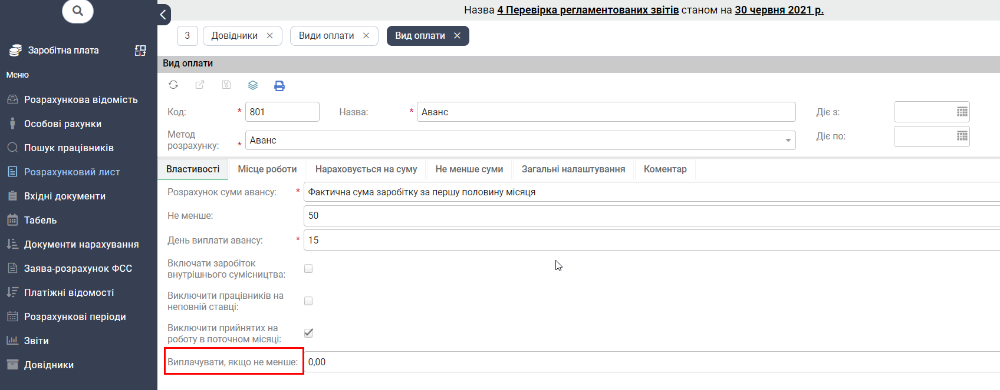 Назва 4 Перевірка регламентованих звітів станом на 30 червня 2021 р.
3
Довідники
Види оплати
Вид оплати
Заробітна плата
Меню
Розрахункова відомість
Особові рахунки
Пошук працівників
Розрахунковий лист
Вхідні документи
Табель
Документи нарахування
Заява-розрахунок ФСС
Платіжні відомості
Розрахункові періоди
Звіти
Довідники
Вид оплати
Код: * 801 Назва: * Аванс Діє з:
Метод
розрахунку: * Аванс Діє по:
Властивості Місце роботи Нараховується на суму Не менше суми Загальні налаштування Коментар
Розрахунок суми авансу: * Фактична сума заробітку за першу половину місяця
Не менше: 50
День виплати авансу: * 15
Включати заробіток
внутрішнього сумісництва:
Виключити працівників на
неповній ставці:
Виключити прийнятих на
роботу в поточном місяці:
Виплачувати, якщо не менше: 0,00